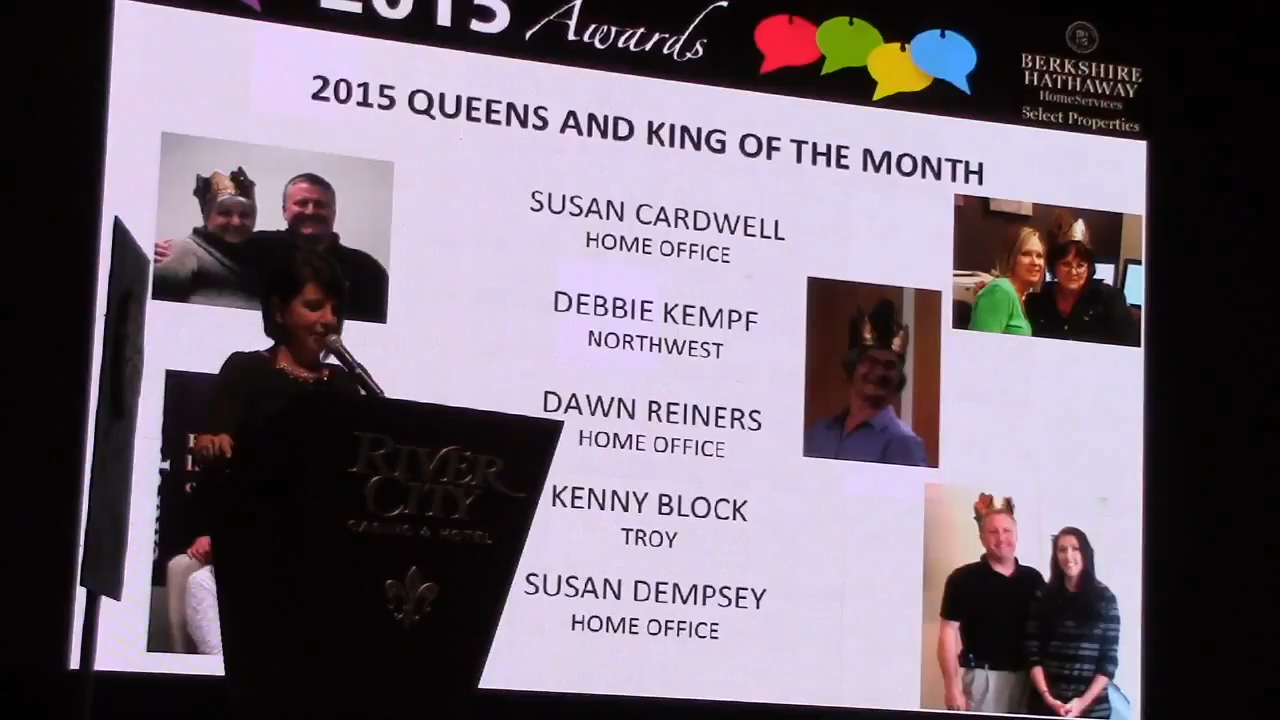 2015 Awards
BERKSHIRE
HATHAWAY
HomeServices
Select Properties
2015 QUEENS AND KING OF THE MONTH
SUSAN CARDWELL
HOME OFFICE
DEBBIE KEMPF
NORTHWEST
DAWN REINERS
HOME OFFICE
KENNY BLOCK
TROY
SUSAN DEMPSEY
HOME OFFICE
RIVER
CITY
CASINO & HOTEL